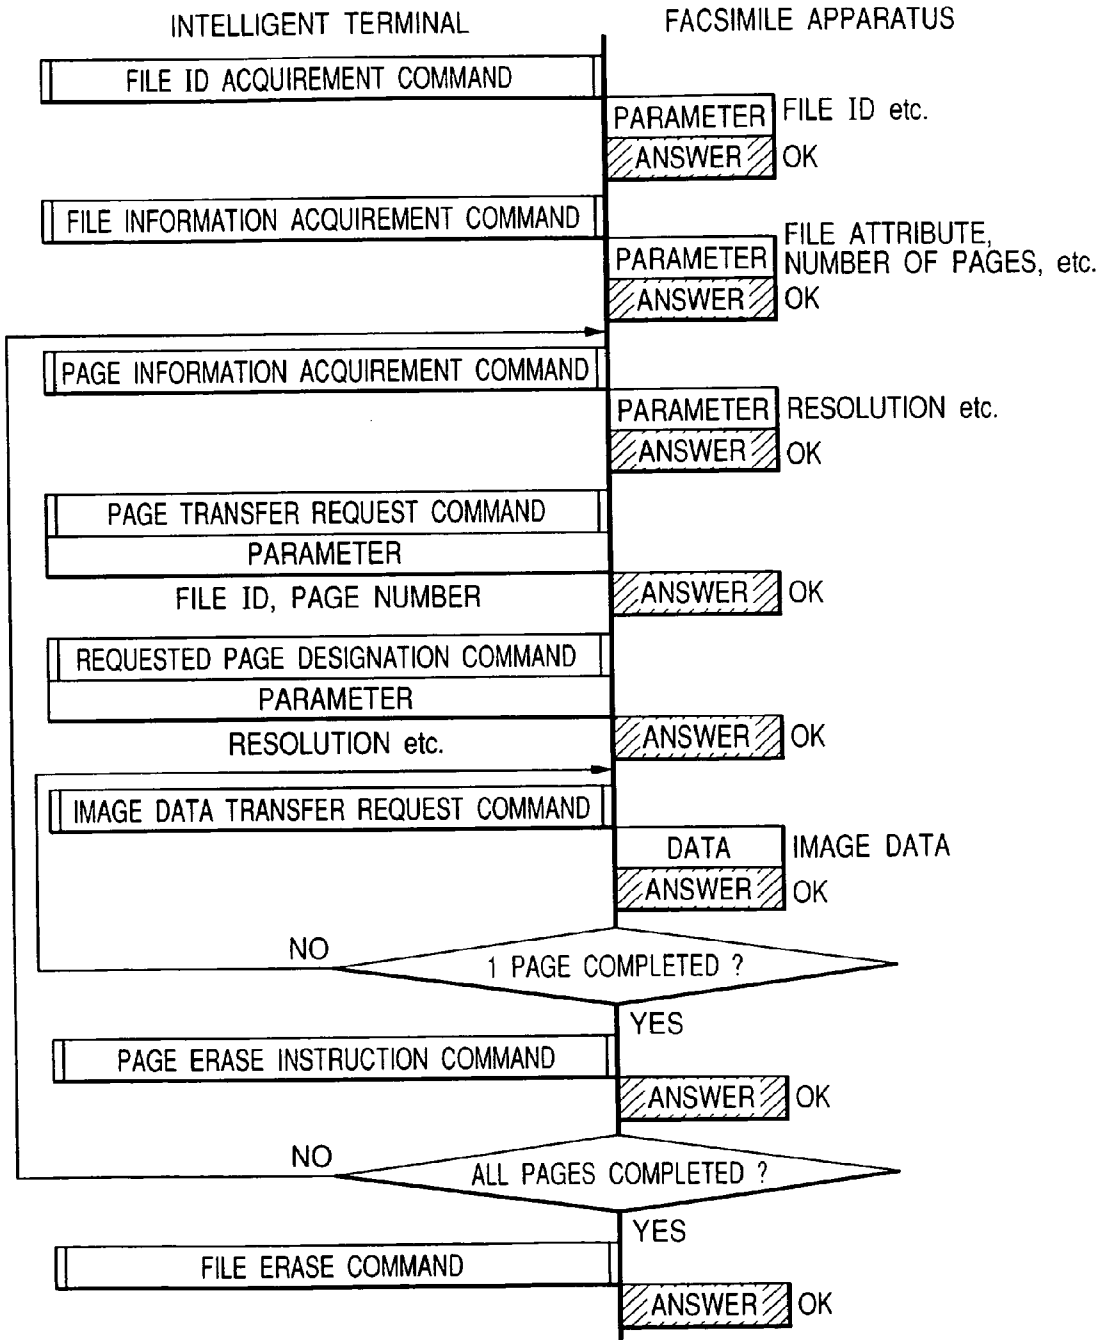 INTELLIGENT TERMINAL
FACSIMILE APPARATUS
FILE ID ACQUIREMENT COMMAND
PARAMETER
FILE ID etc.
ANSWER
OK
FILE INFORMATION ACQUIREMENT COMMAND
PARAMETER
FILE ATTRIBUTE,
NUMBER OF PAGES, etc.
ANSWER
OK
PAGE INFORMATION ACQUIREMENT COMMAND
PARAMETER
RESOLUTION etc.
ANSWER
OK
PAGE TRANSFER REQUEST COMMAND
PARAMETER
FILE ID, PAGE NUMBER
ANSWER
OK
REQUESTED PAGE DESIGNATION COMMAND
PARAMETER
RESOLUTION etc.
ANSWER
OK
IMAGE DATA TRANSFER REQUEST COMMAND
DATA
IMAGE DATA
ANSWER
OK
NO
1 PAGE COMPLETED ?
YES
PAGE ERASE INSTRUCTION COMMAND
ANSWER
OK
NO
ALL PAGES COMPLETED ?
YES
FILE ERASE COMMAND
ANSWER
OK